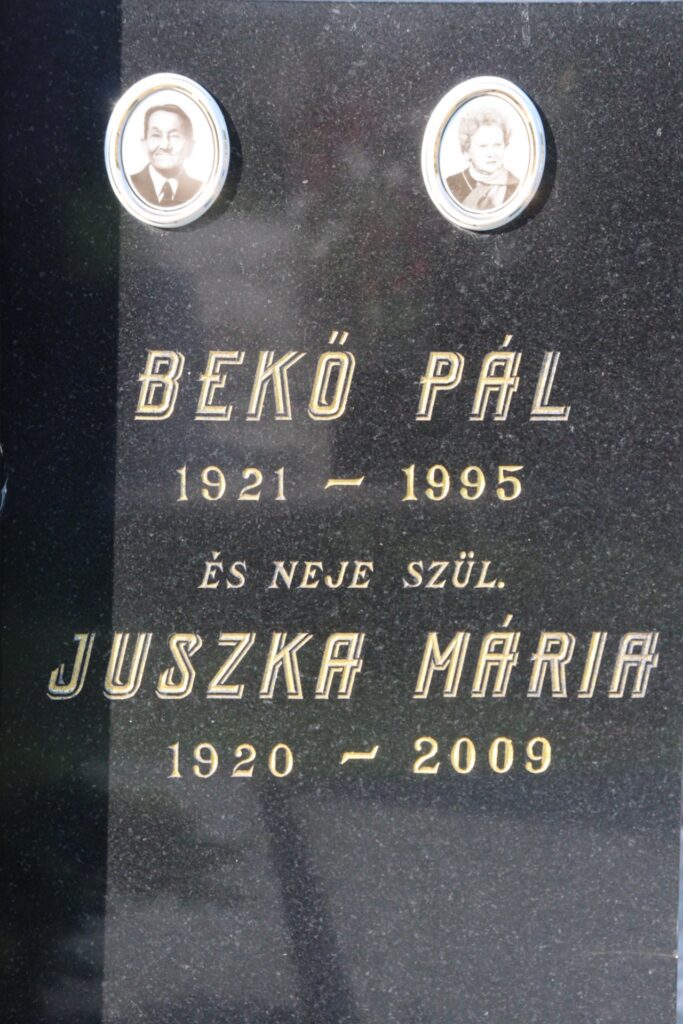 BEKŐ PÁL
1921 ~ 1995
ÉS NEJE SZÜL.
JUSZKA MÁRIA
1920 ~ 2009